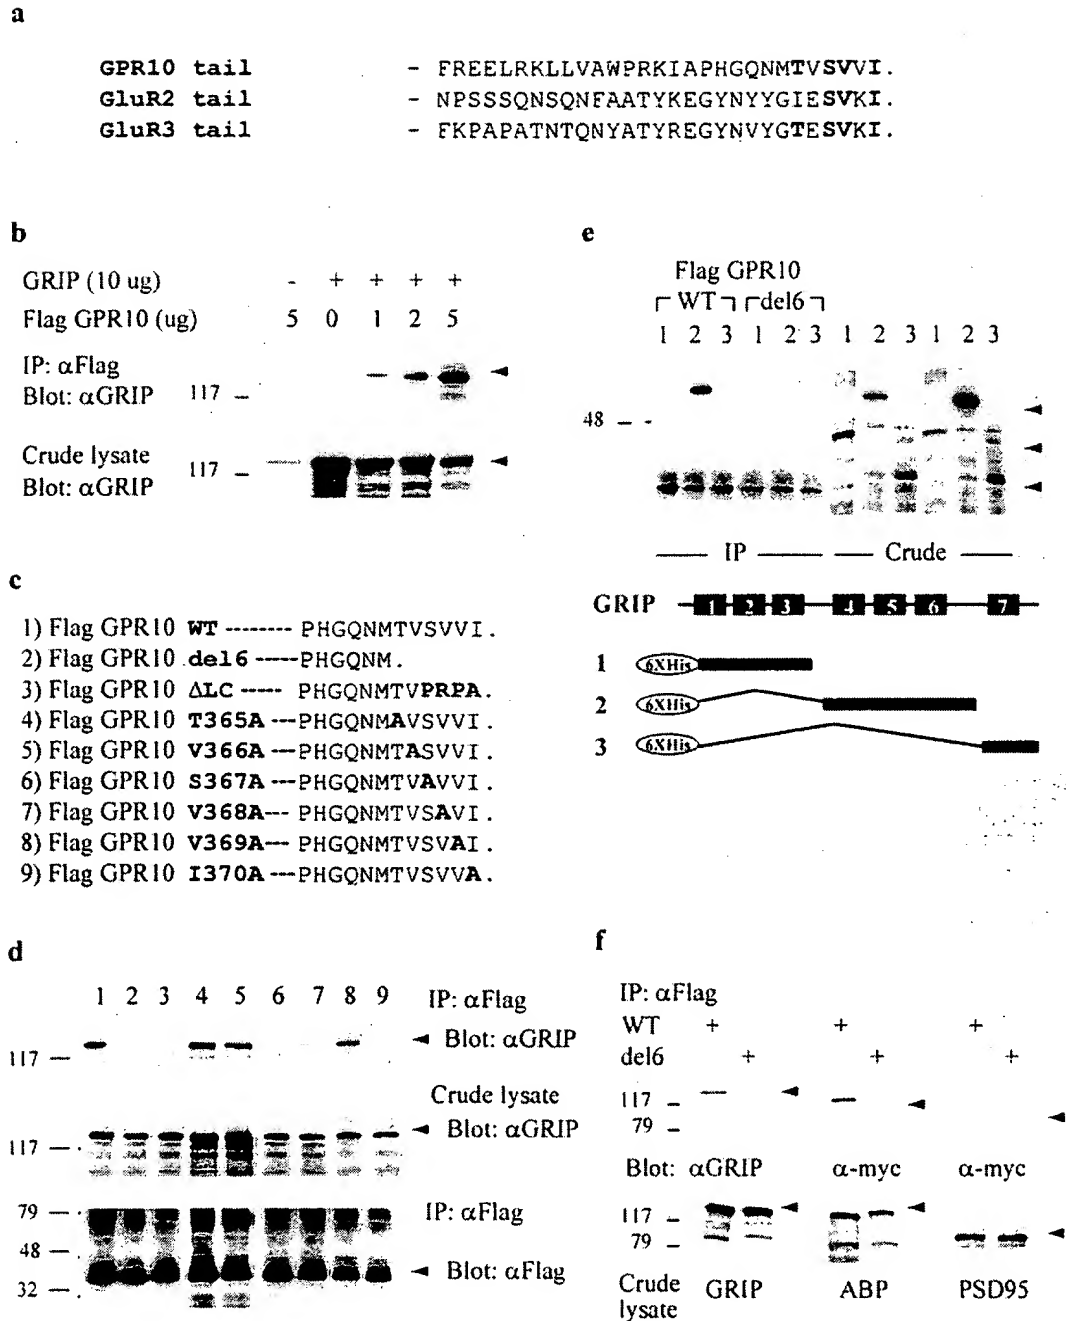 a
GPR10 tail - FREELRKLLVAWPRKIAPHGQNMTVSVVI.
GluR2 tail - NPSSSQNSQNFAATYKEGYNYYGIESVKI.
GluR3 tail - FKPAPATNTQNYATYREGYNVYGTESVKI.
b
GRIP (10 ug) - + + + +
Flag GPR10 (ug) 5 0 1 2 5
IP: αFlag
Blot: αGRIP 117
Crude lysate
Blot: αGRIP 117
c
1) Flag GPR10 WT -------- PHGQNMTVSVVI.
2) Flag GPR10 del6 -----PHGQNM.
3) Flag GPR10 ΔLC ----- PHGQNMTVPRPA.
4) Flag GPR10 T365A --- PHGQNMAVSVVI.
5) Flag GPR10 V366A --- PHGQNMTASVVI.
6) Flag GPR10 S367A --- PHGQNMTVAVVI.
7) Flag GPR10 V368A--- PHGQNMTVSAVI.
8) Flag GPR10 V369A--- PHGQNMTVSVAI.
9) Flag GPR10 I370A ---PHGQNMTVSVVA.
d
1 2 3 4 5 6 7 8 9 IP: αFlag
117 Blot: αGRIP
Crude lysate
117 Blot: αGRIP
79 IP: αFlag
48
32 Blot: αFlag
e
Flag GPR10
WT del6
1 2 3 1 2 3 1 2 3 1 2 3
48
IP Crude
GRIP 1 2 3 4 5 6 7
1 6XHis
2 6XHis
3 6XHis
f
IP: αFlag
WT + + +
del6 + + +
117
79
Blot: αGRIP α-myc α-myc
117
79
Crude lysate GRIP ABP PSD95